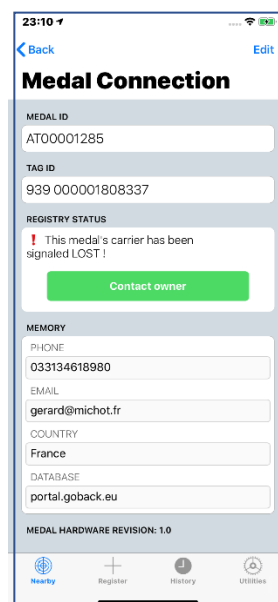 23:10
Back
Edit
Medal Connection
MEDAL ID
AT00001285
TAG ID
939 000001808337
REGISTRY STATUS
❗ This medal's carrier has been
signaled LOST !
Contact owner
MEMORY
PHONE
033134618980
EMAIL
gerard@michot.fr
COUNTRY
France
DATABASE
portal.goback.eu
MEDAL HARDWARE REVISION: 1.0
Nearby
Register
History
Utilities